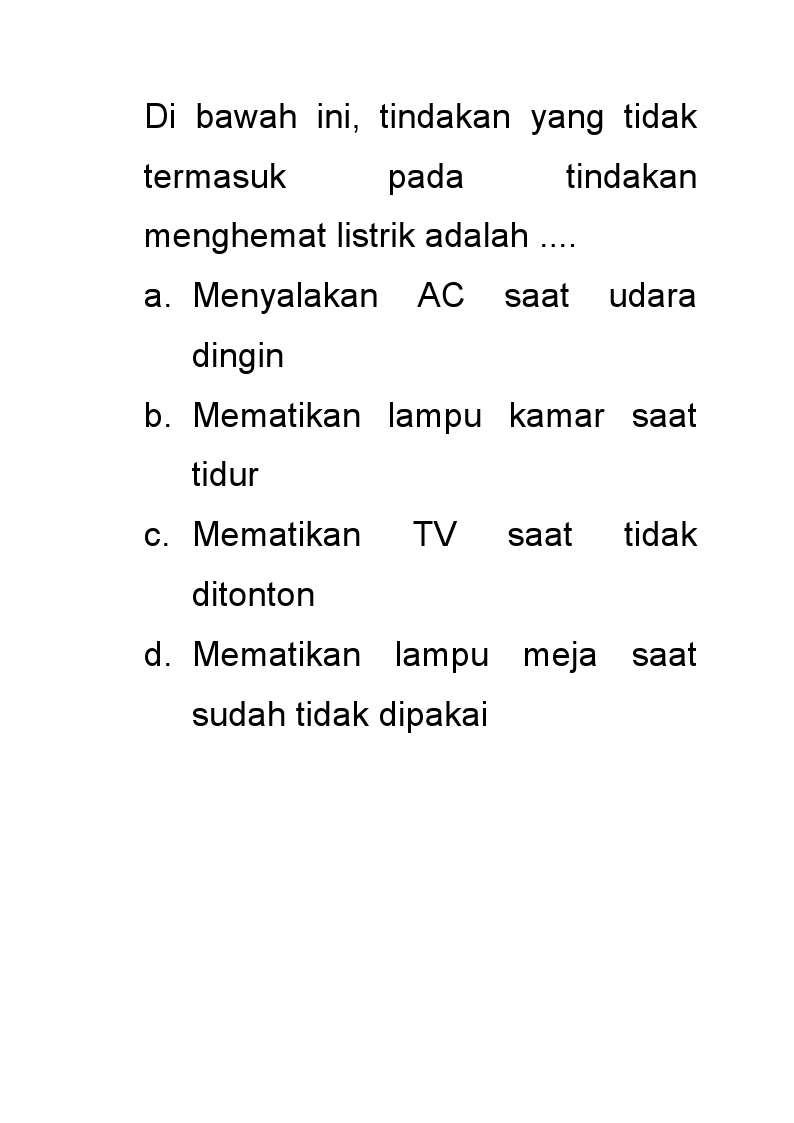 Di bawah ini, tindakan yang tidak
termasuk pada tindakan
menghemat listrik adalah ....
a. Menyalakan AC saat udara
dingin
b. Mematikan lampu kamar saat
tidur
c. Mematikan TV saat tidak
ditonton
d. Mematikan lampu meja saat
sudah tidak dipakai